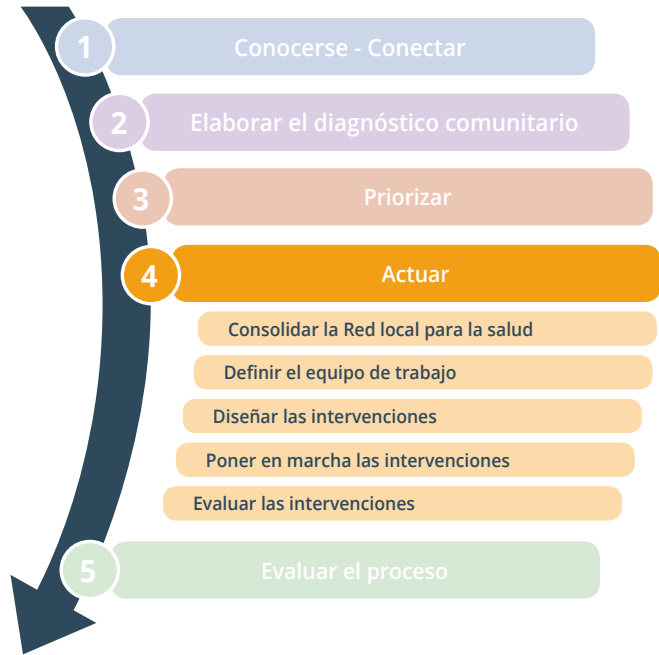 1
Conocerse - Conectar
2
Elaborar el diagnóstico comunitario
3
Priorizar
4
Actuar
Consolidar la Red local para la salud
Definir el equipo de trabajo
Diseñar las intervenciones
Poner en marcha las intervenciones
Evaluar las intervenciones
5
Evaluar el proceso